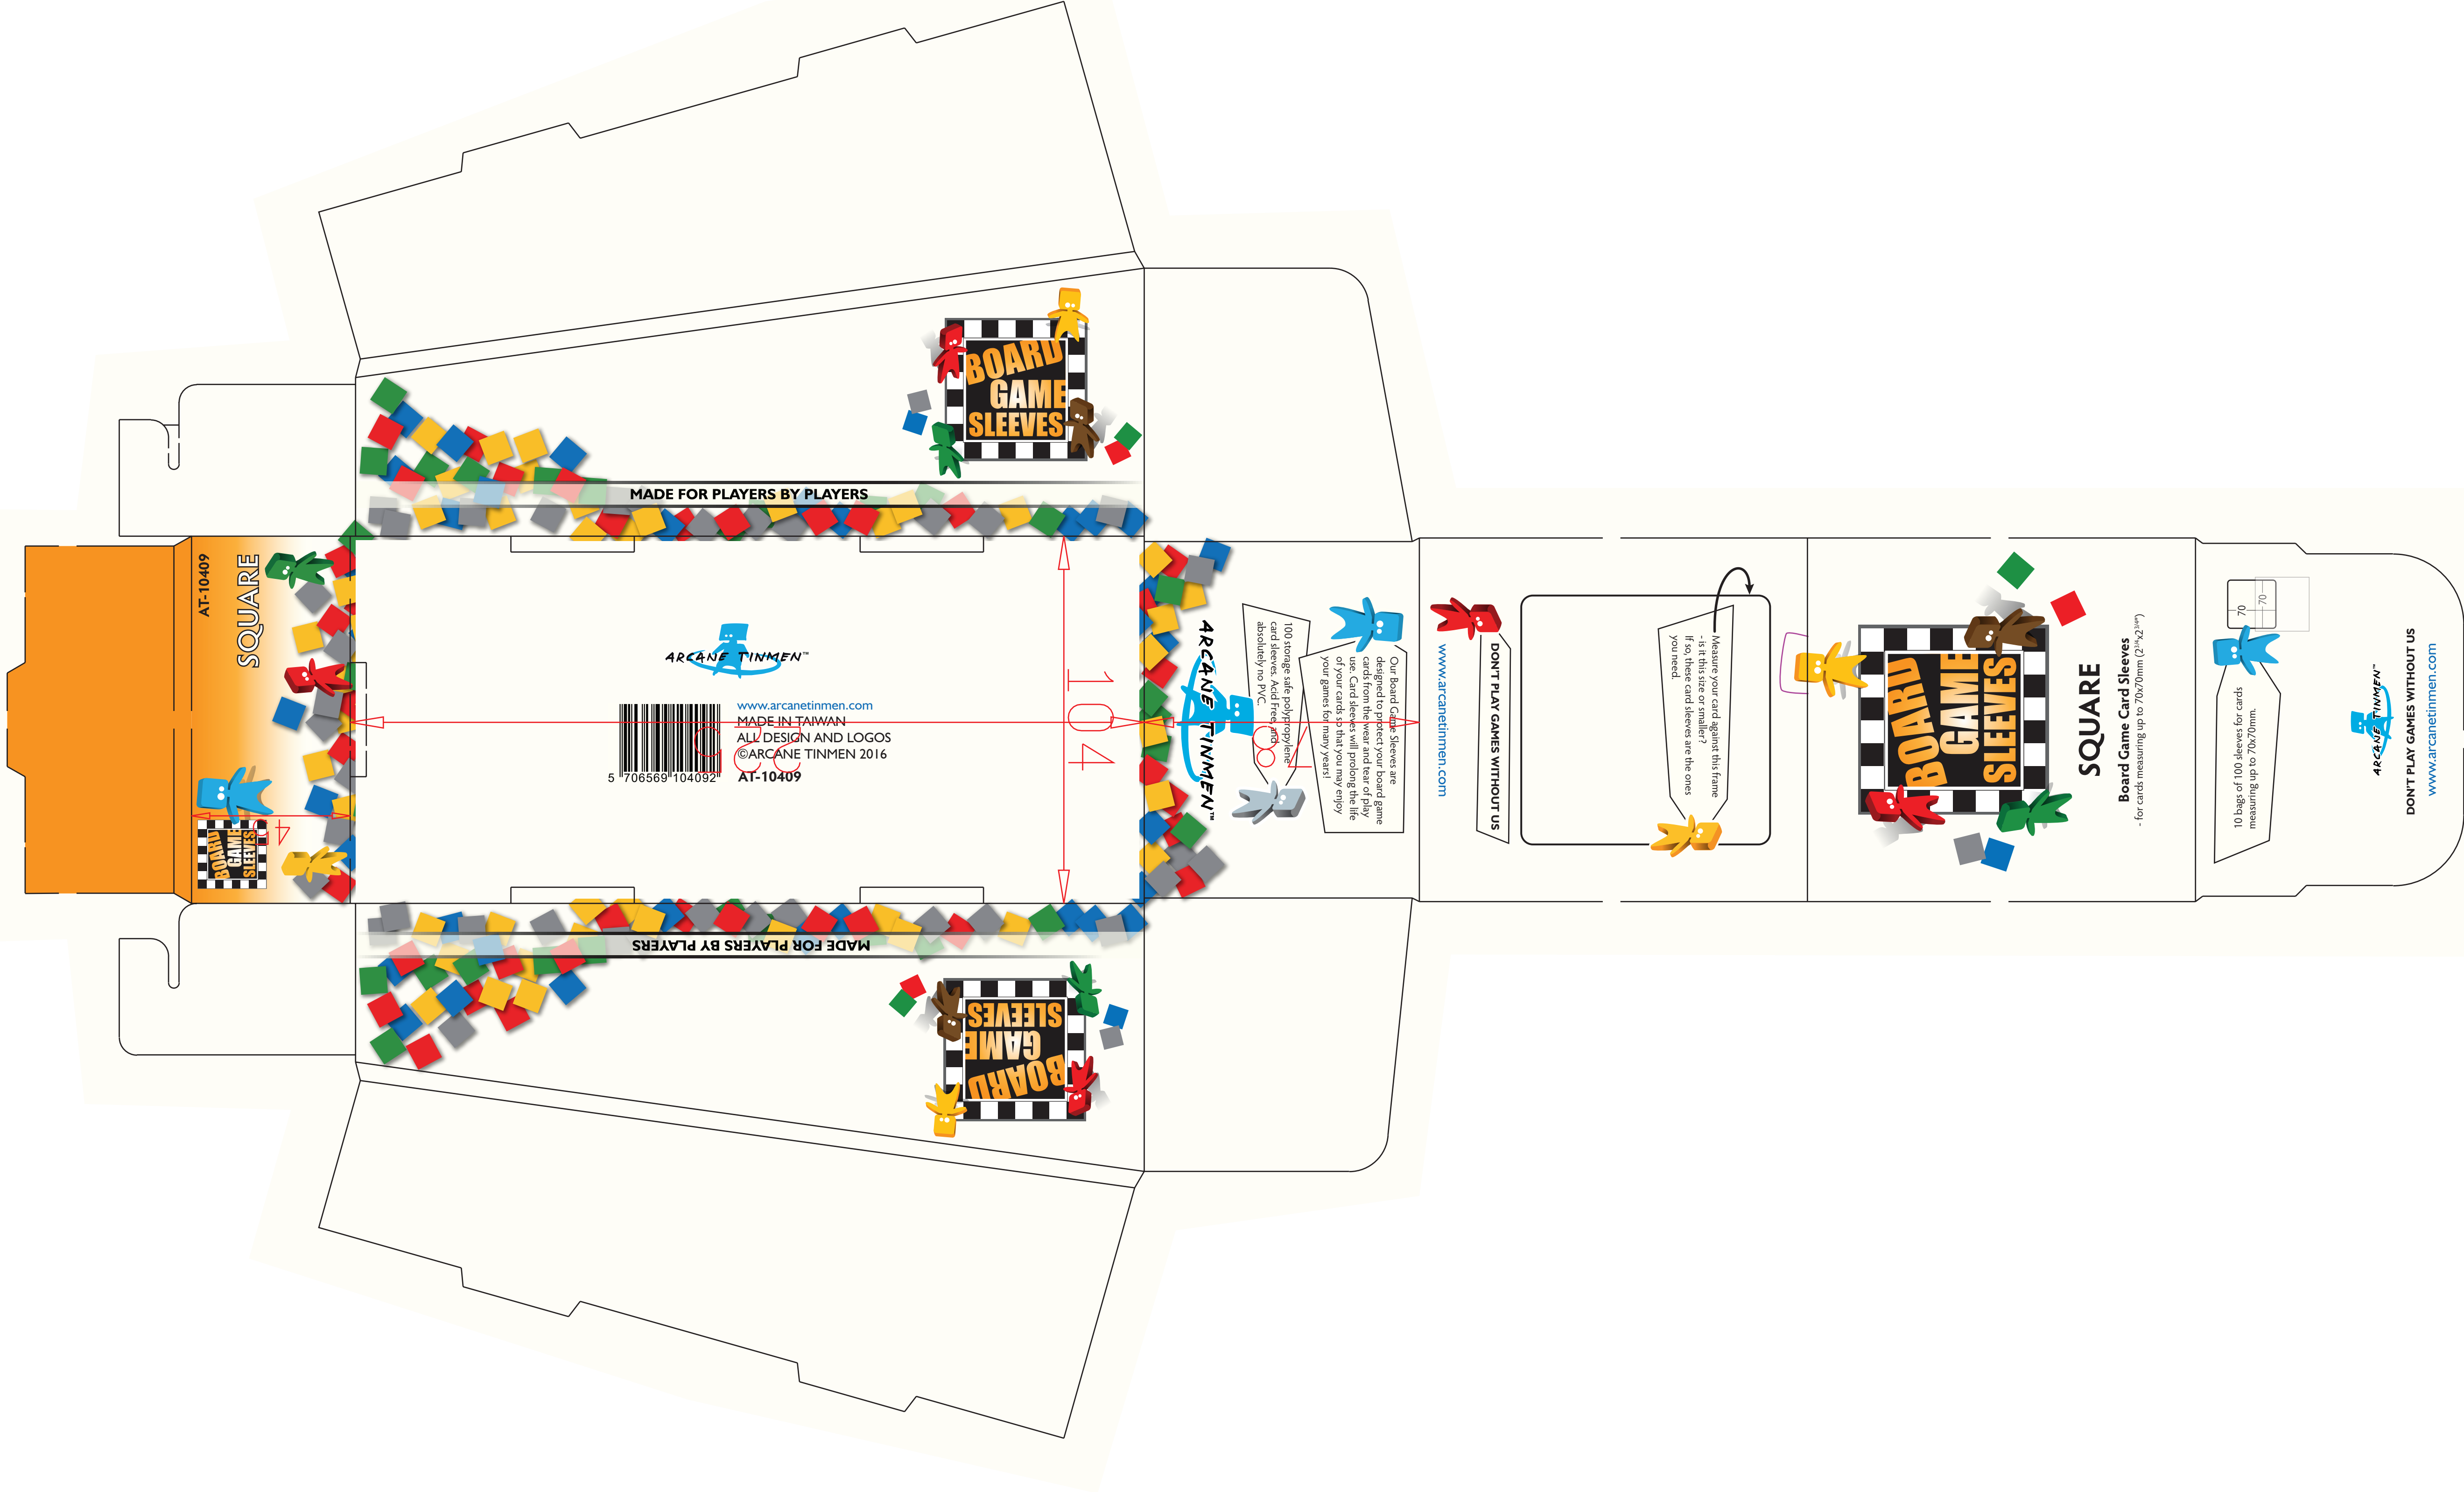 BOARD
GAME
SLEEVES
MADE FOR PLAYERS BY PLAYERS
AT-10409
SQUARE
BOARD
GAME
SLEEVES
45
ARCANE TINMEN™
www.arcanetinmen.com
MADE IN TAIWAN
ALL DESIGN AND LOGOS
©ARCANE TINMEN 2016
AT-10409
5 706569 104092
104
ARCANE TINMEN™
100 storage safe polypropylene
card sleeves. Acid Free, and
absolutely no PVC.
Our Board Game Sleeves are
designed to protect your board game
cards from the wear and tear of play
use. Card sleeves will prolong the life
of your cards so that you may enjoy
your games for many years!
www.arcanetinmen.com
DON'T PLAY GAMES WITHOUT US
Measure your card against this frame
- is it this size or smaller?
If so, these card sleeves are the ones
you need.
BOARD
GAME
SLEEVES
SQUARE
Board Game Card Sleeves
70
70
10 bags of 100 sleeves for cards
measuring up to 70x70mm.
ARCANE TINMEN™
DON'T PLAY GAMES WITHOUT US
www.arcanetinmen.com
MADE FOR PLAYERS BY PLAYERS
BOARD
GAME
SLEEVES